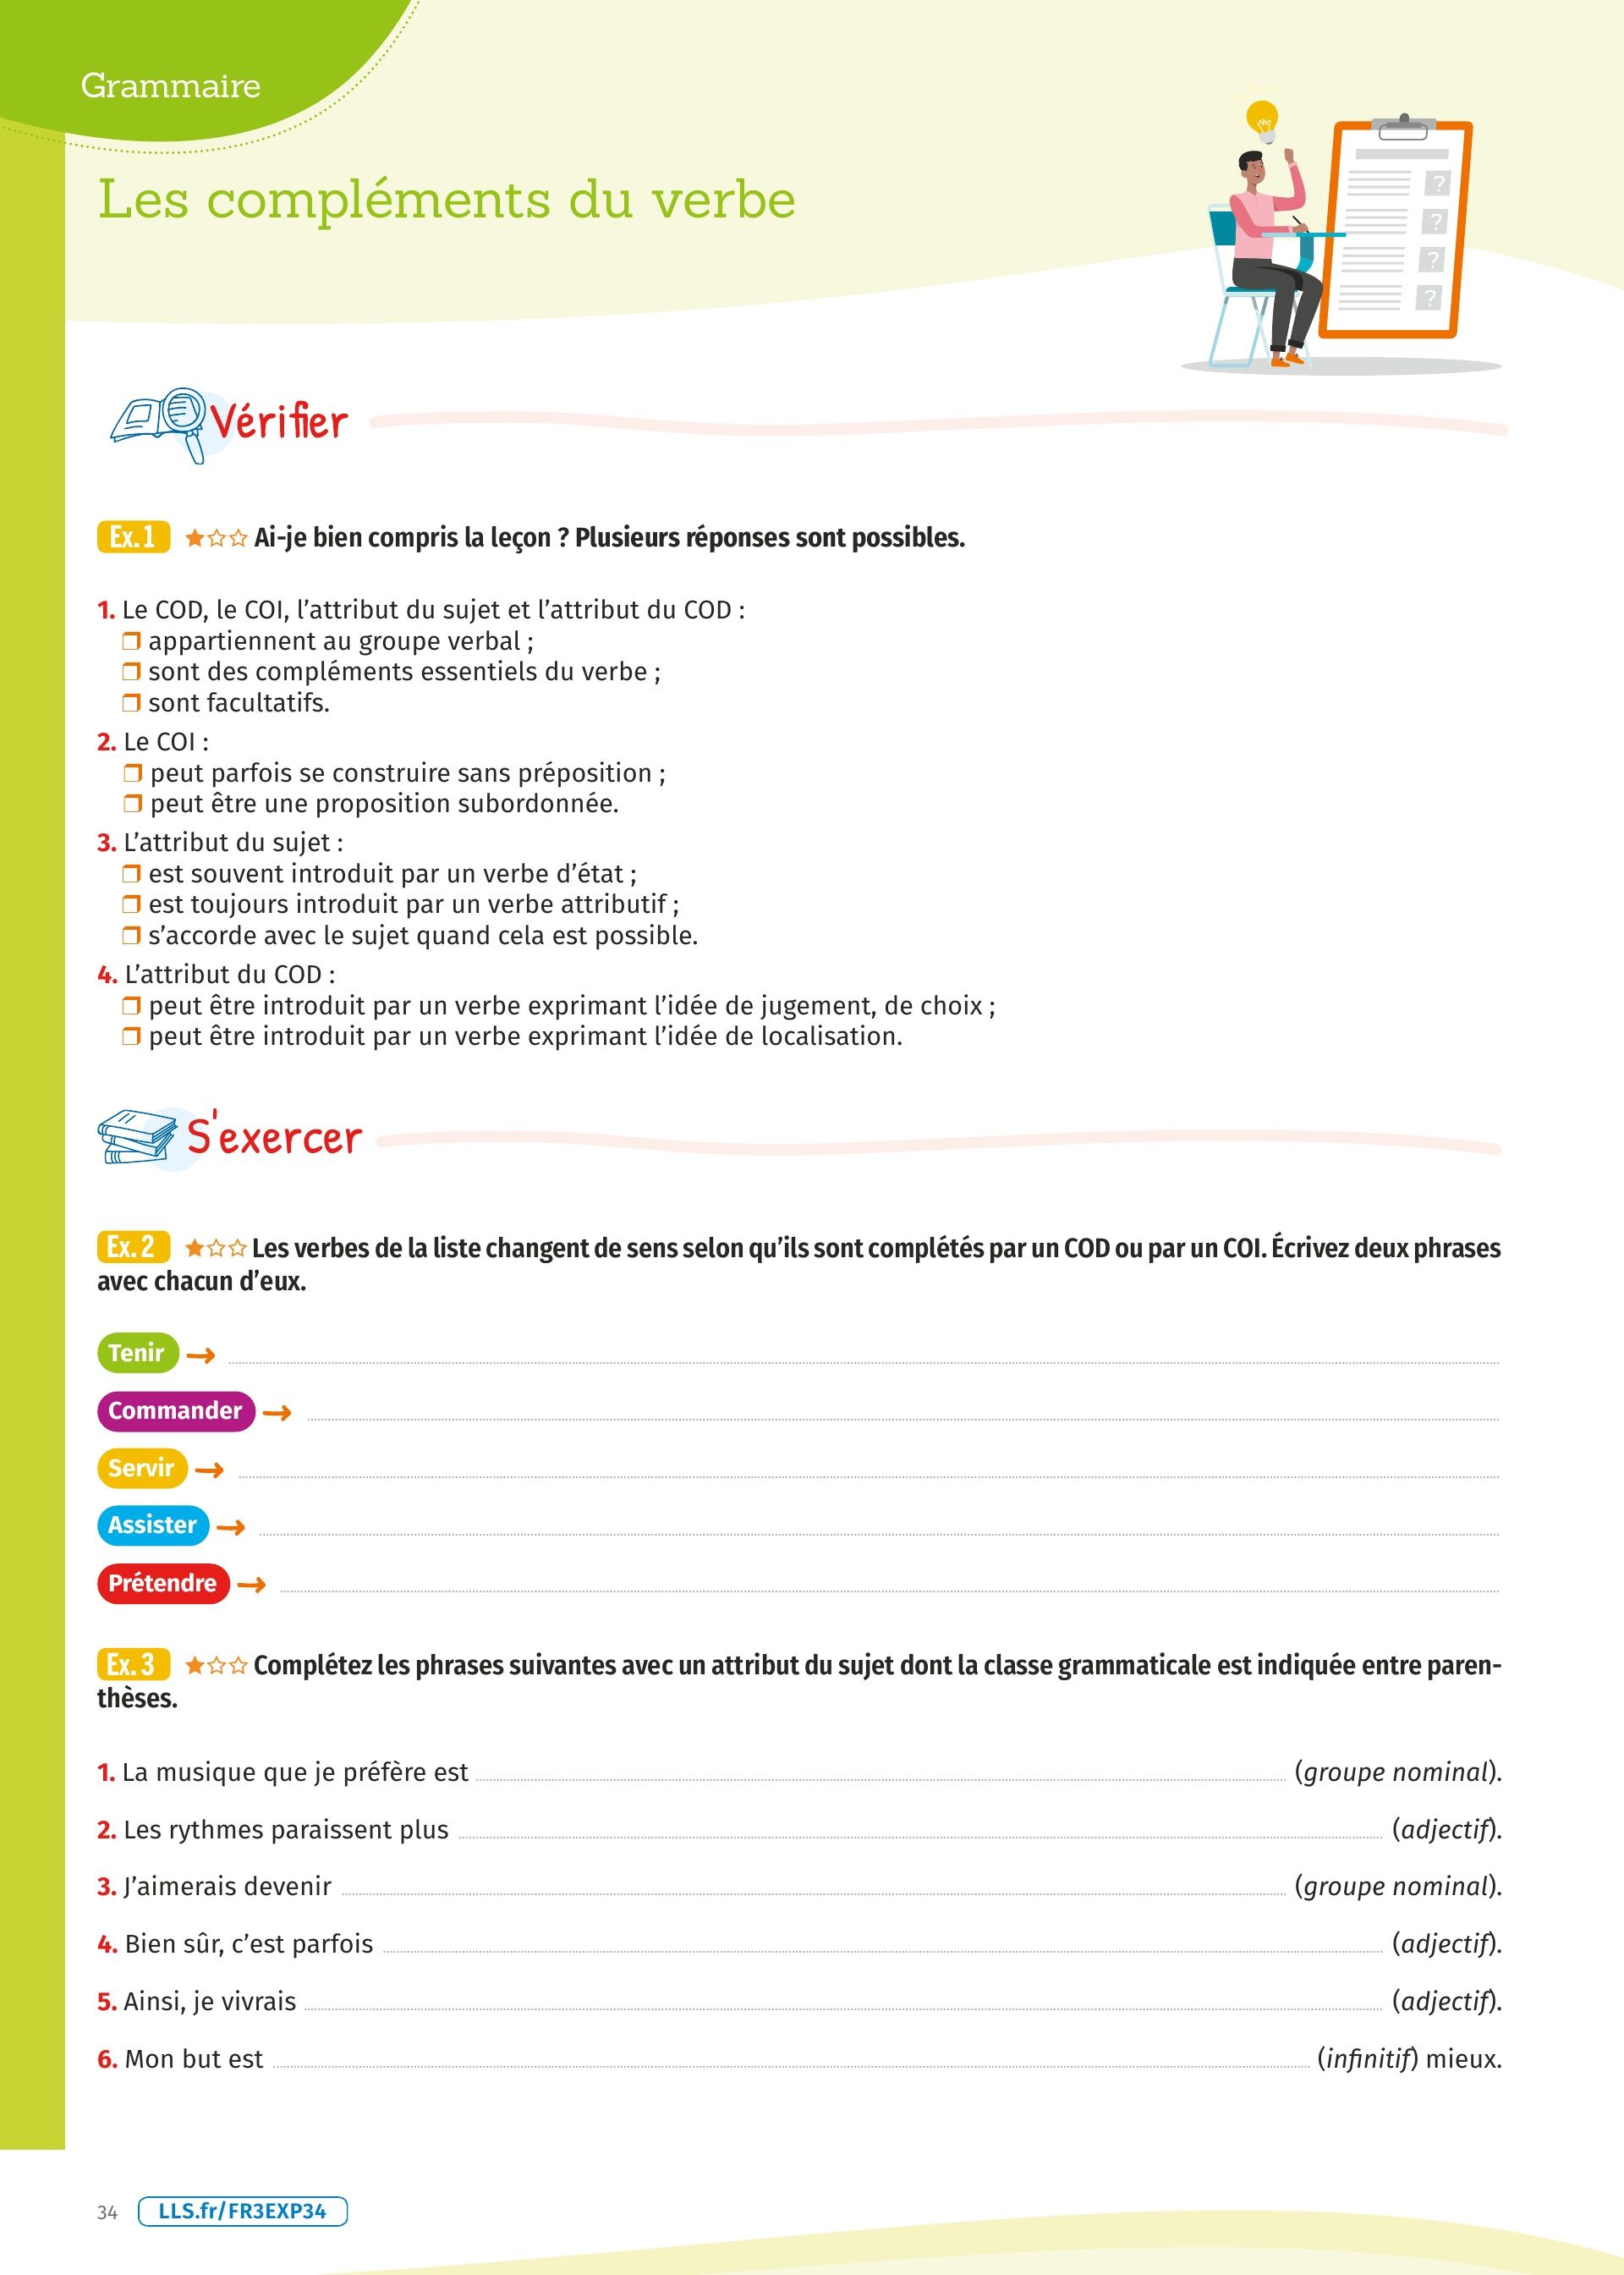 Grammaire
Les compléments du verbe
Vérifier
Ex. 1 Ai-je bien compris la leçon ? Plusieurs réponses sont possibles.
1. Le COD, le COI, l’attribut du sujet et l’attribut du COD :
❒ appartiennent au groupe verbal ;
❒ sont des compléments essentiels du verbe ;
❒ sont facultatifs.
2. Le COI :
❒ peut parfois se construire sans préposition ;
❒ peut être une proposition subordonnée.
3. L’attribut du sujet :
❒ est souvent introduit par un verbe d’état ;
❒ est toujours introduit par un verbe attributif ;
❒ s’accorde avec le sujet quand cela est possible.
4. L’attribut du COD :
❒ peut être introduit par un verbe exprimant l’idée de jugement, de choix ;
❒ peut être introduit par un verbe exprimant l’idée de localisation.
S'exercer
Ex. 2 Les verbes de la liste changent de sens selon qu’ils sont complétés par un COD ou par un COI. Écrivez deux phrases
avec chacun d’eux.
Tenir →
Commander →
Servir →
Assister →
Prétendre →
Ex. 3 Complétez les phrases suivantes avec un attribut du sujet dont la classe grammaticale est indiquée entre paren-
thèses.
1. La musique que je préfère est (groupe nominal).
2. Les rythmes paraissent plus (adjectif).
3. J’aimerais devenir (groupe nominal).
4. Bien sûr, c’est parfois (adjectif).
5. Ainsi, je vivrais (adjectif).
6. Mon but est (infinitif) mieux.
34 LLS.fr/FR3EXP34